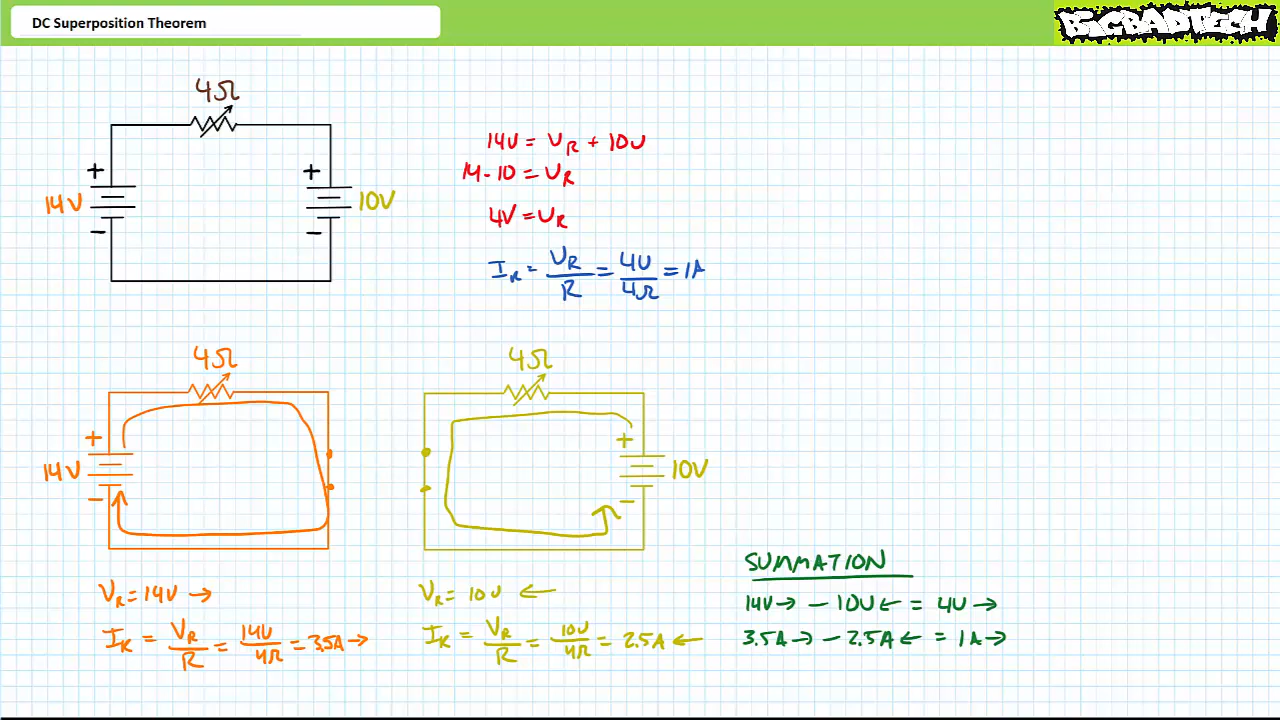 DC Superposition Theorem
BIGBADTECH
4Ω
+
+
14V
10V
-
-
14V = VR + 10V
14 - 10 = VR
4V = VR
IR = VR/R = 4V/4Ω = 1A
4Ω
+
14V
-
VR = 14V →
IR = VR/R = 14V/4Ω = 3.5A →
4Ω
+
10V
-
VR = 10V ←
IR = VR/R = 10V/4Ω = 2.5A ←
SUMMATION
14V → - 10V ← = 4V →
3.5A → - 2.5A ← = 1A →